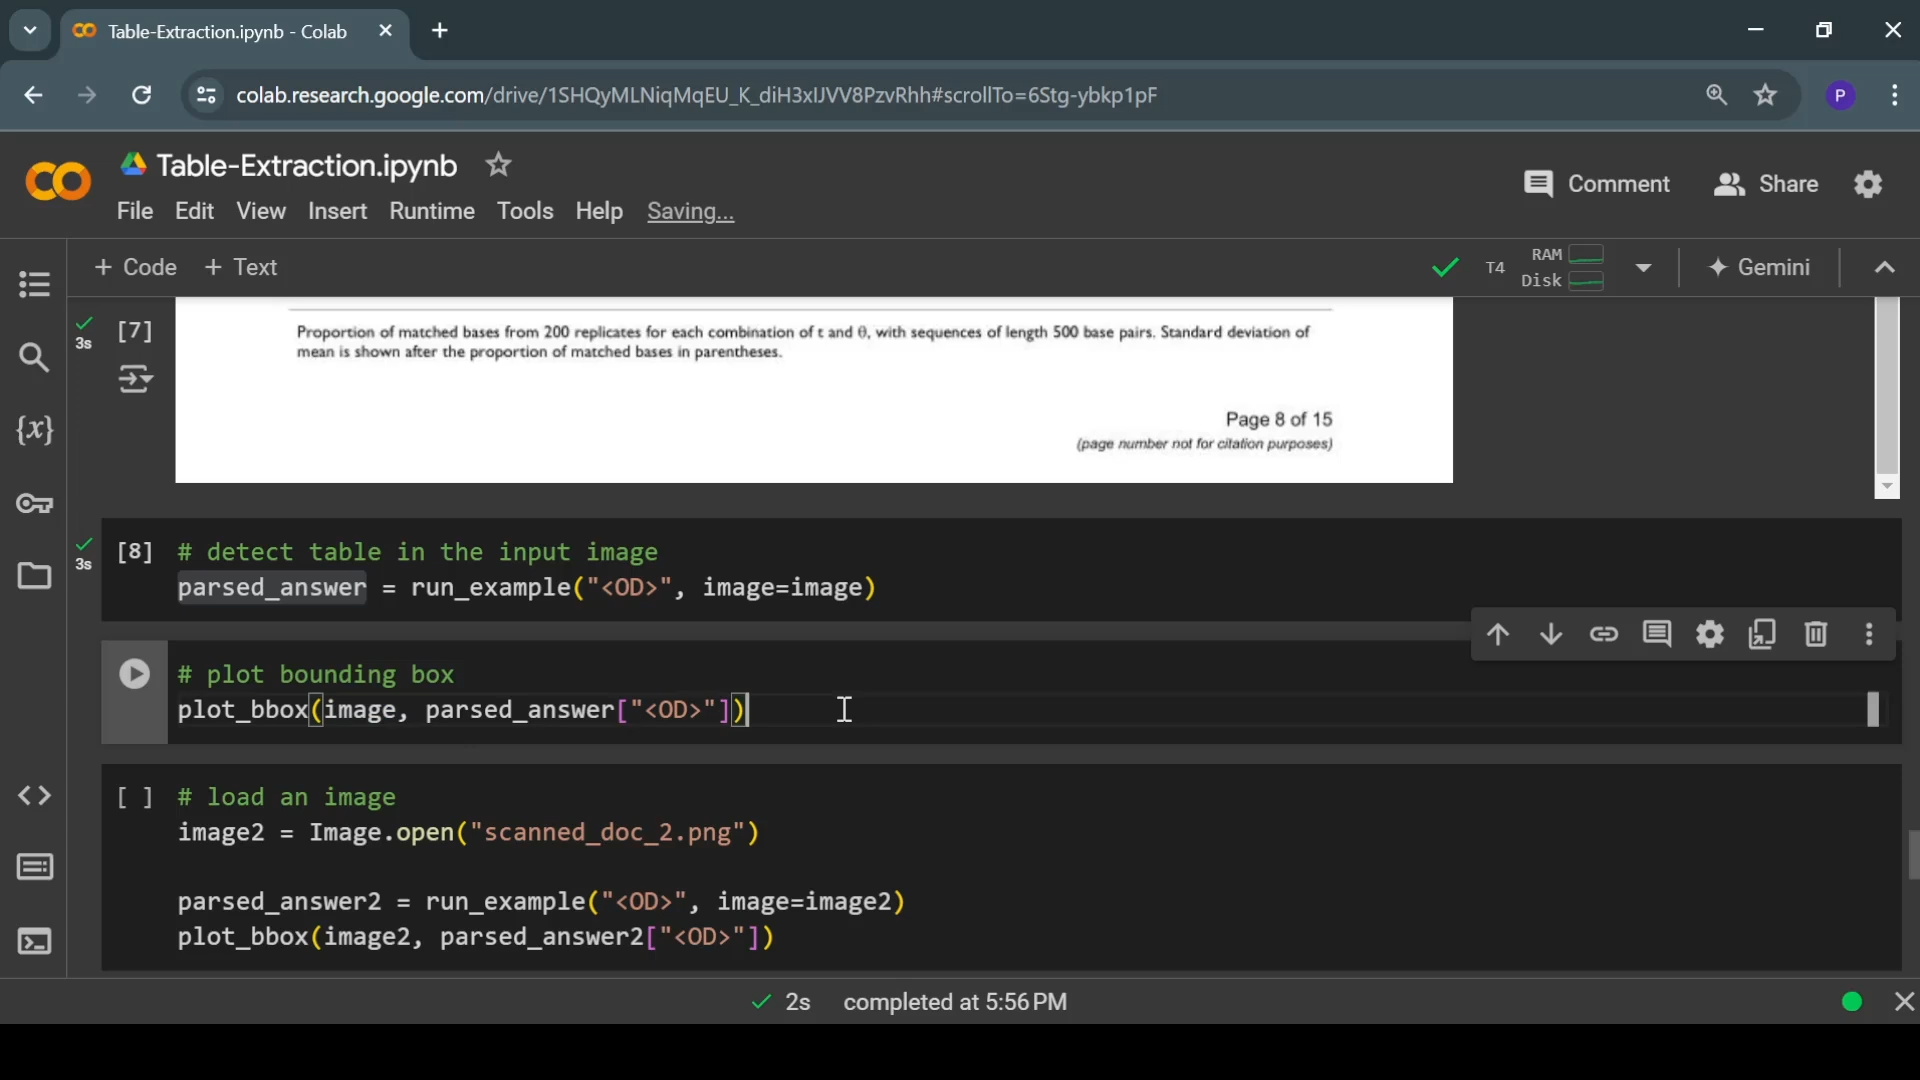 Table-Extraction.ipynb - Colab
colab.research.google.com/drive/1SHQyMLNiqMqEU_K_diH3xIJVV8PzvRhh#scrollTo=6Stg-ybkp1pF
P
Table-Extraction.ipynb
Comment
Share
File Edit View Insert Runtime Tools Help Saving...
+ Code + Text
T4
RAM
Disk
Gemini
3s
[7]
Proportion of matched bases from 200 replicates for each combination of t and θ, with sequences of length 500 base pairs. Standard deviation of
mean is shown after the proportion of matched bases in parentheses.
Page 8 of 15
(page number not for citation purposes)
3s
[8] # detect table in the input image
parsed_answer = run_example("<OD>", image=image)
# plot bounding box
plot_bbox(image, parsed_answer["<OD>"])
[ ] # load an image
image2 = Image.open("scanned_doc_2.png")
parsed_answer2 = run_example("<OD>", image=image2)
plot_bbox(image2, parsed_answer2["<OD>"])
{x}
2s completed at 5:56 PM